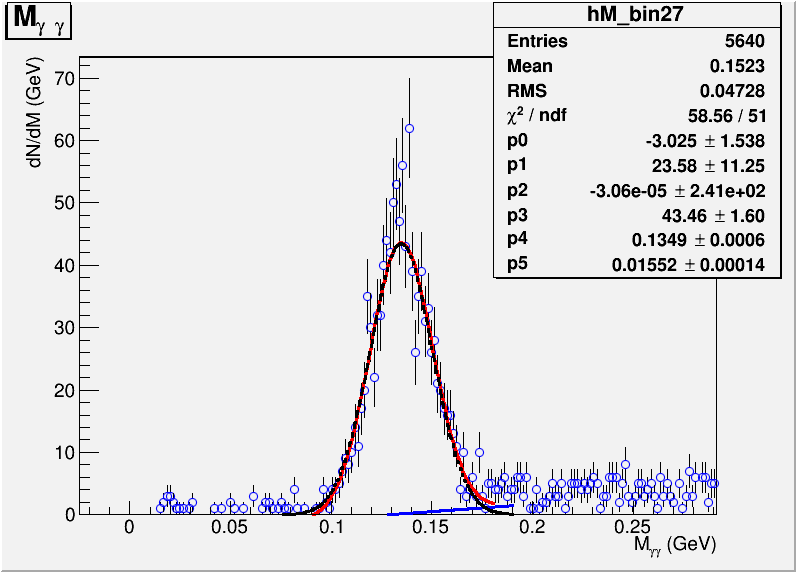 M γ γ
hM_bin27
Entries 5640
Mean 0.1523
RMS 0.04728
χ² / ndf 58.56 / 51
p0 -3.025 ± 1.538
p1 23.58 ± 11.25
p2 -3.06e-05 ± 2.41e+02
p3 43.46 ± 1.60
p4 0.1349 ± 0.0006
p5 0.01552 ± 0.00014
dN/dM (GeV)
70
60
50
40
30
20
10
0
0 0.05 0.1 0.15 0.2 0.25
Mγγ (GeV)